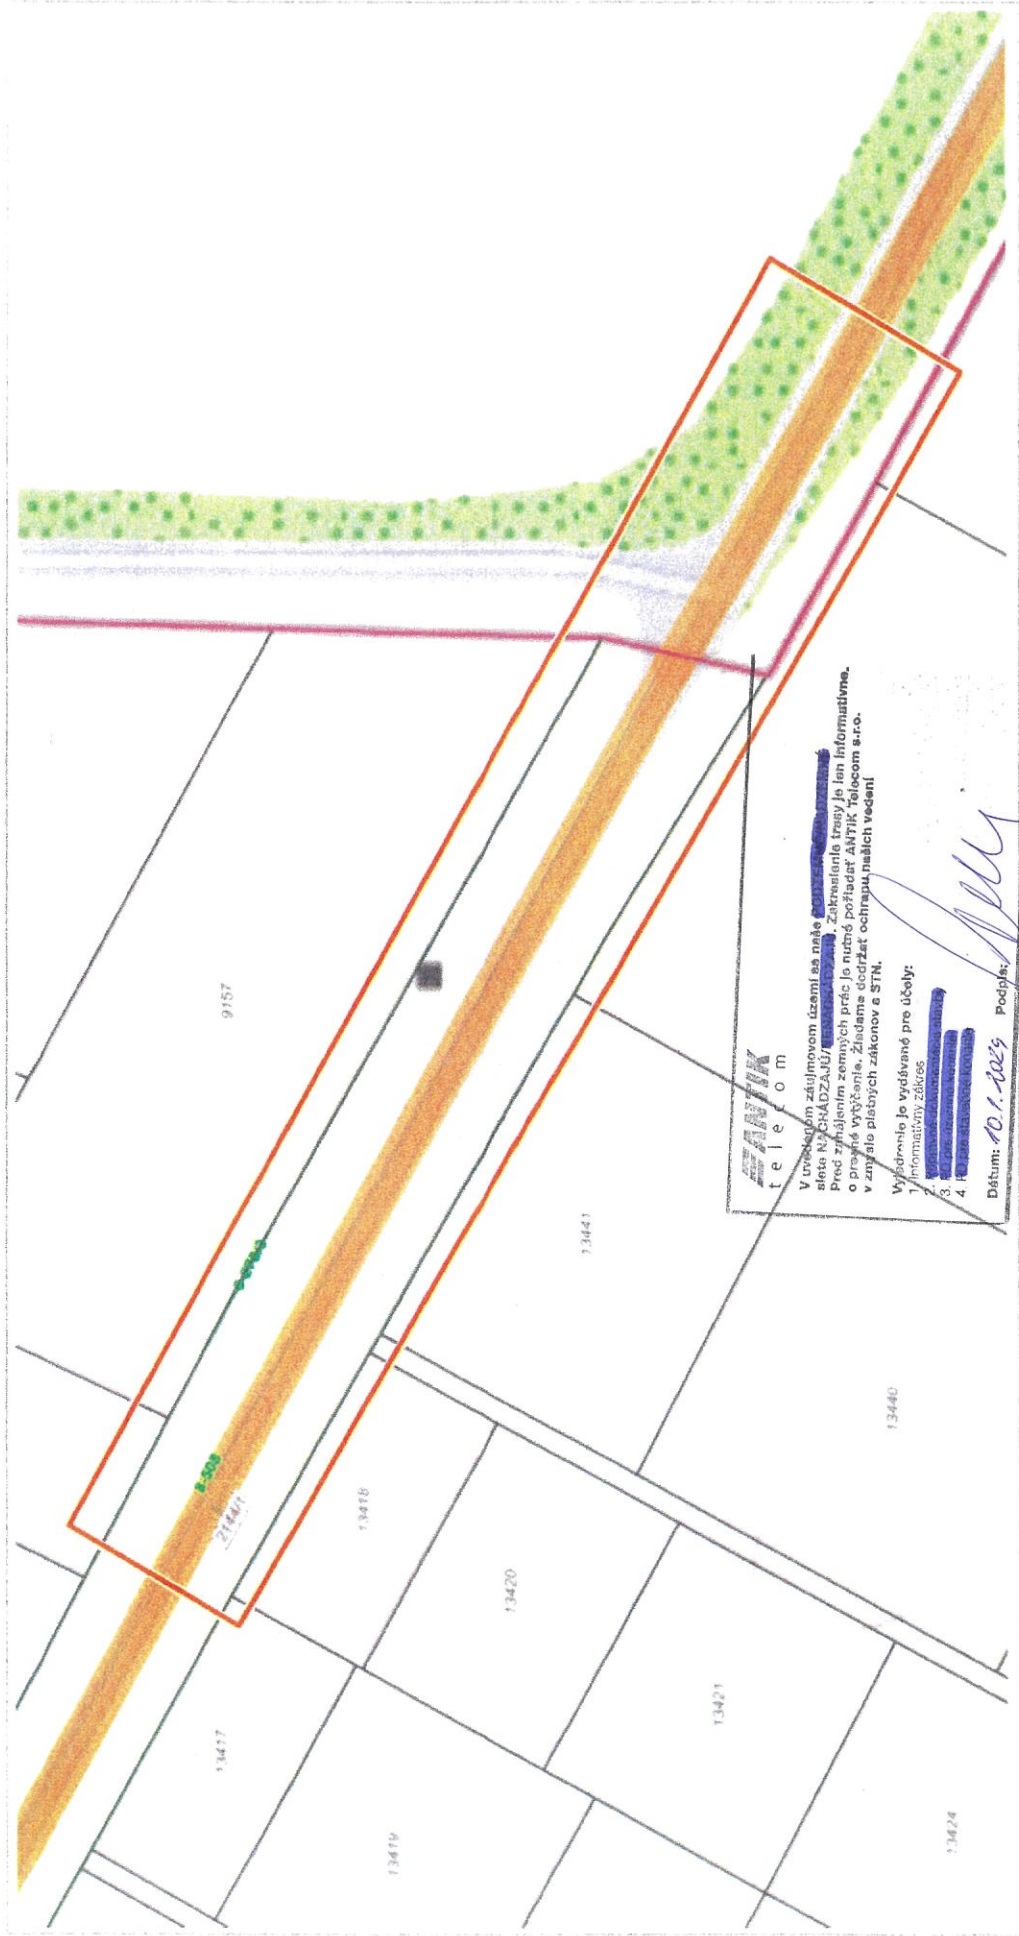 9157
B-508
2144/1
13418
13441
13417
13420
13440
13421
13419
13424
ANTIK
telecom
V uvedenom záujmovom území sa naše
siete NACHÁDZAJÚ/ Zakreslenie trasy je len informatívne.
Pred zahájením zemných prác je nutné požiadať ANTIK Telecom s.r.o.
o presné vytýčenie. Žiadame dodržať ochranu našich vedení
v zmysle platných zákonov a STN.
Vyjadrenie je vydávané pre účely:
1. Informatívny zákres
2.
3.
4.
Dátum: 10.1. Podpis: